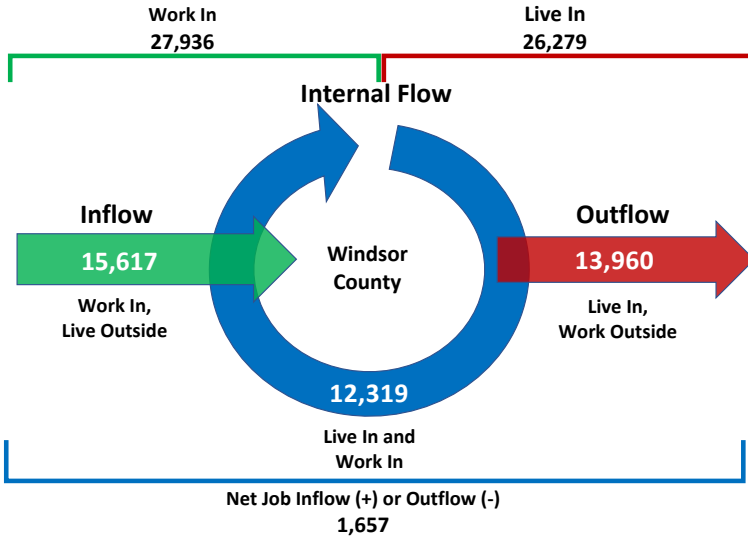 Work In
27,936
Live In
26,279
Internal Flow
Inflow
15,617
Work In,
Live Outside
Windsor
County
Outflow
13,960
Live In,
Work Outside
12,319
Live In and
Work In
Net Job Inflow (+) or Outflow (-)
1,657